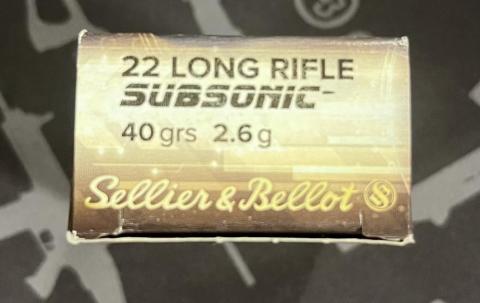 22 LONG RIFLE
SUBSONIC
40 grs 2.6 g
Sellier & Bellot